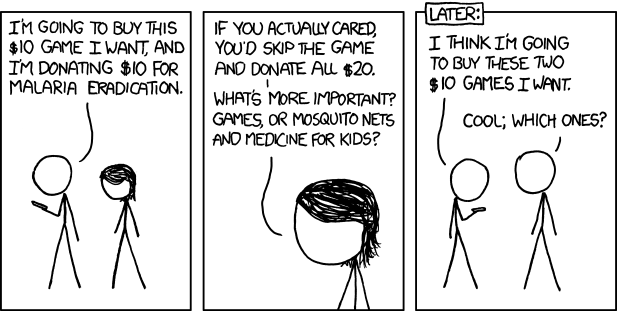 I'M GOING TO BUY THIS
$10 GAME I WANT, AND
I'M DONATING $10 FOR
MALARIA ERADICATION.
IF YOU ACTUALLY CARED,
YOU'D SKIP THE GAME
AND DONATE ALL $20.
WHAT'S MORE IMPORTANT?
GAMES, OR MOSQUITO NETS
AND MEDICINE FOR KIDS?
LATER:
I THINK I'M GOING
TO BUY THESE TWO
$10 GAMES I WANT.
COOL; WHICH ONES?